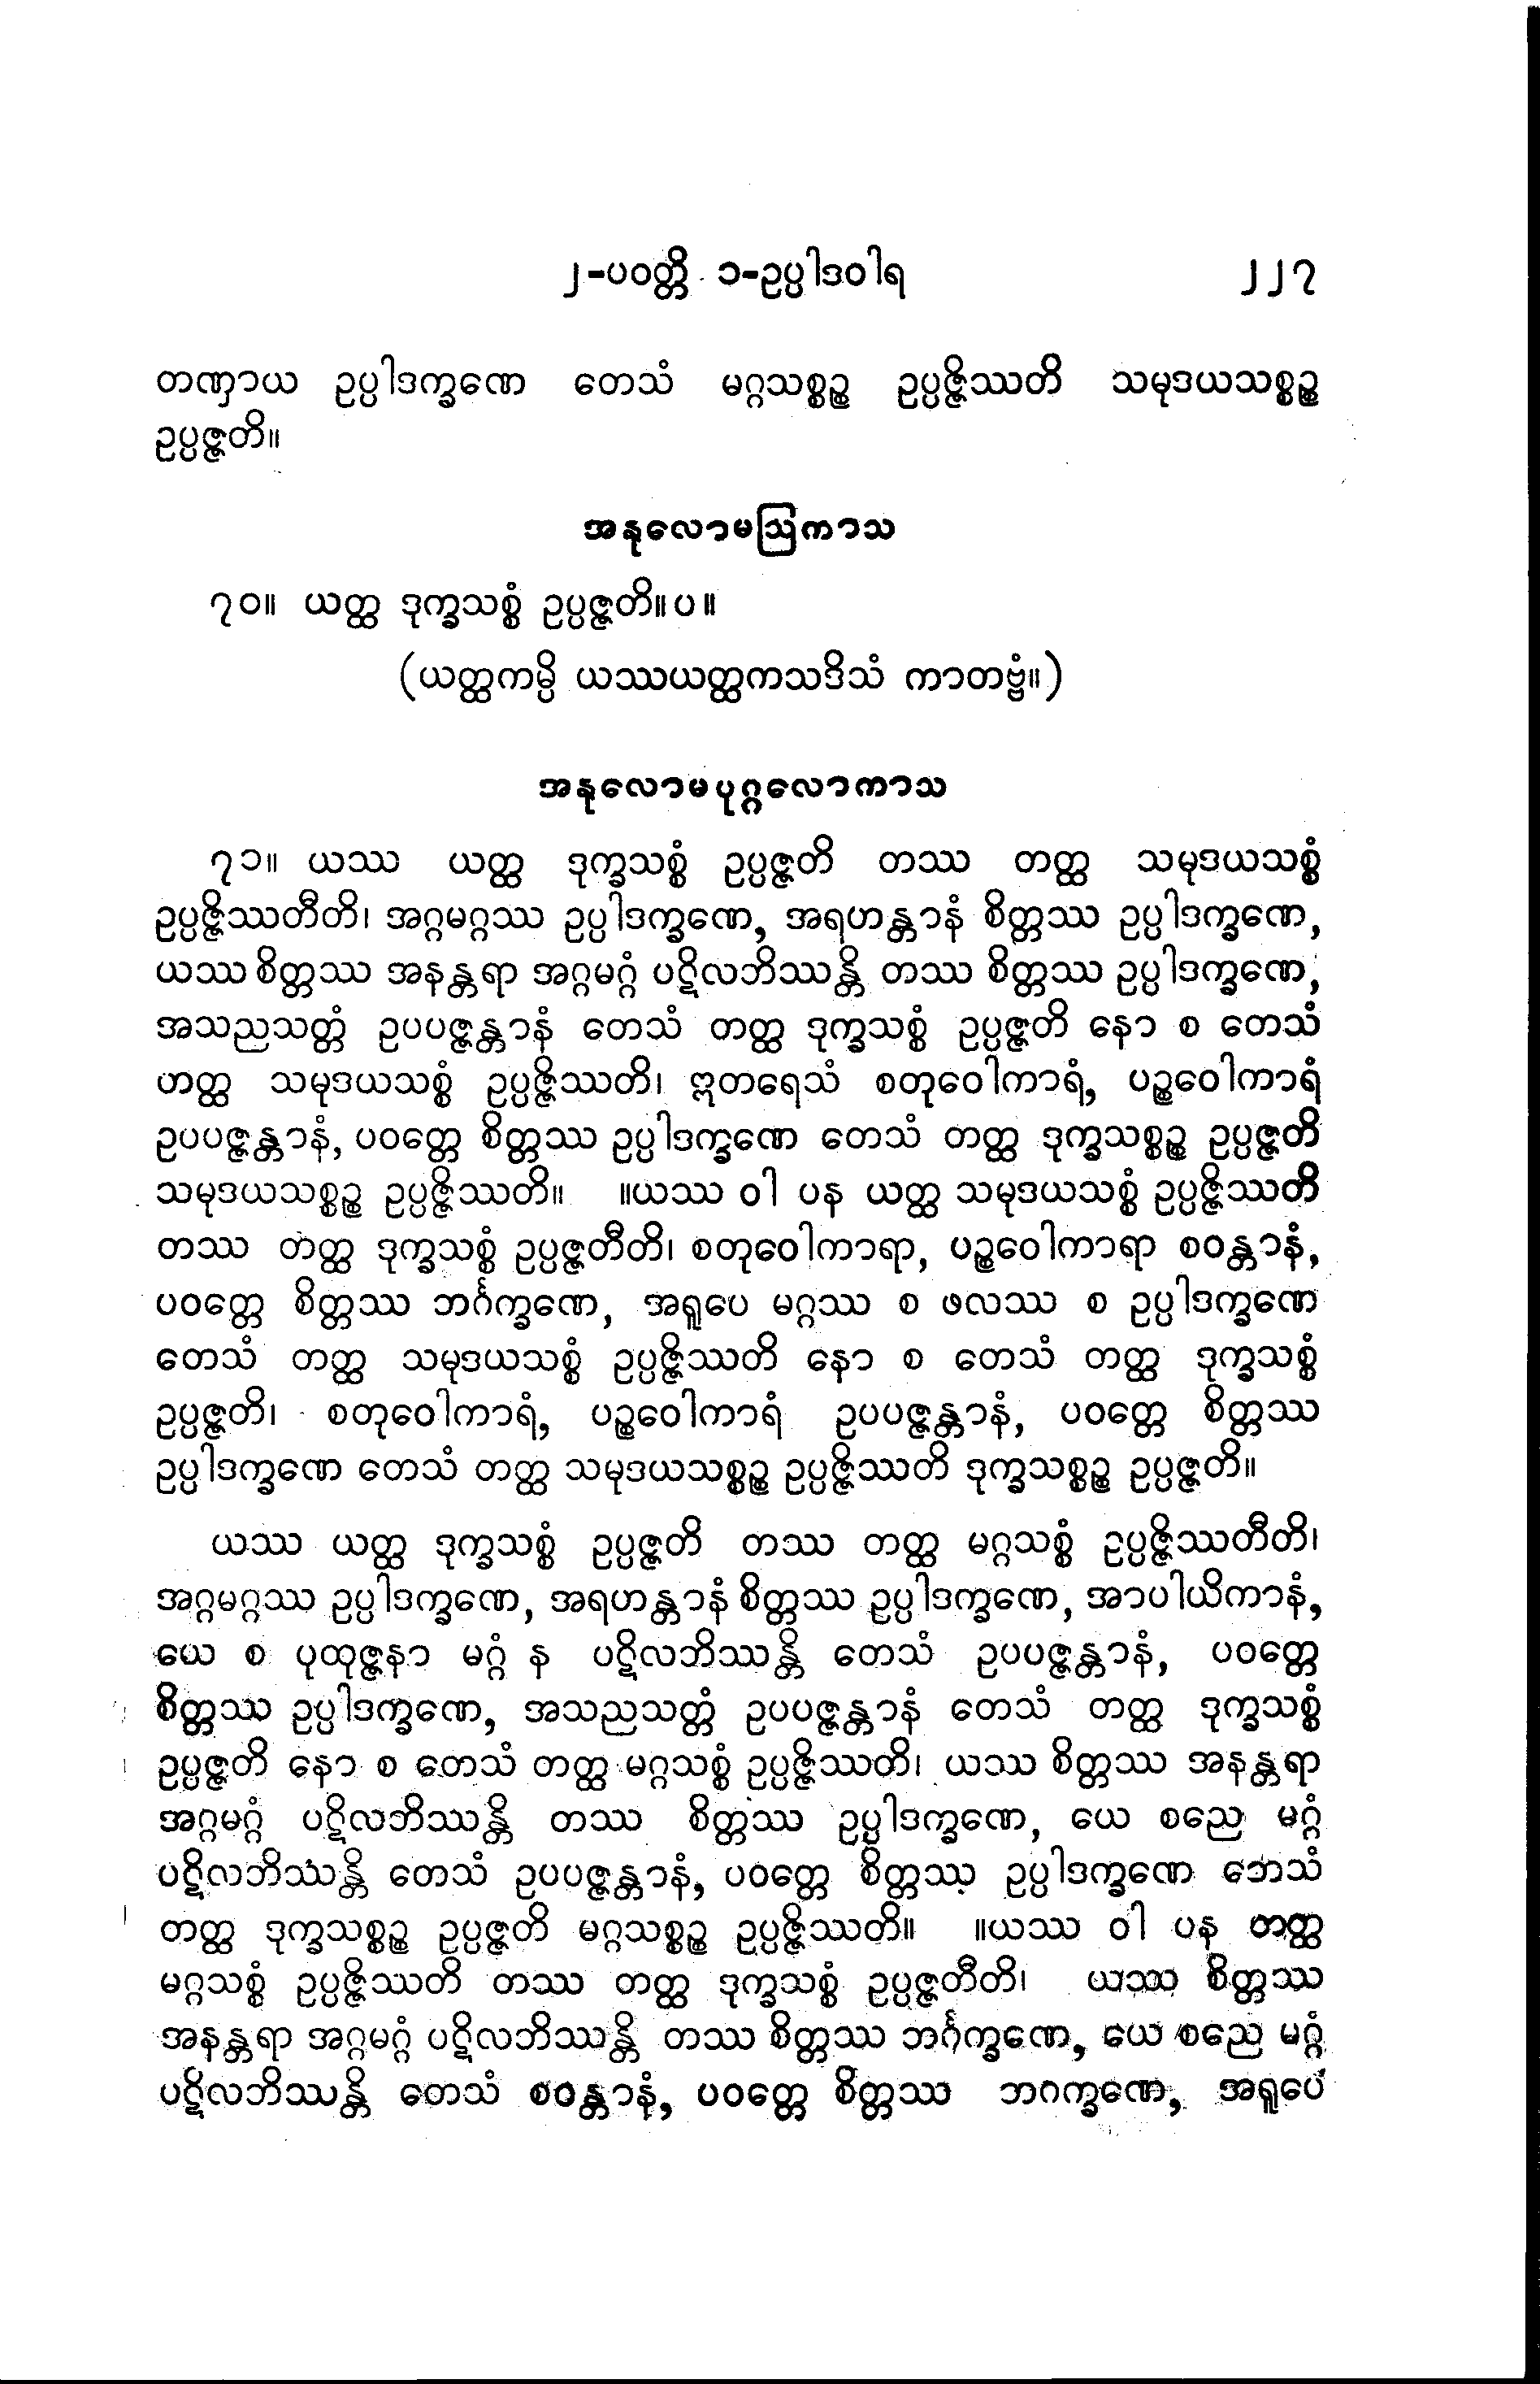 ၂-ပဝတ္တိ ၁-ဥပ္ပါဒဝါရ ၂၂၇
တဏှာယ ဥပ္ပါဒက္ခဏေ တေသံ မဂ္ဂသစ္စဉ္စ ဥပ္ပဇ္ဇိဿတိ သမုဒယသစ္စဉ္စ
ဥပ္ပဇ္ဇတိ။
အနုလောမဩကာသ
၇၀။ ယတ္ထ ဒုက္ခသစ္စံ ဥပ္ပဇ္ဇတိ။ပ။
(ယတ္ထကမ္ပိ ယဿယတ္ထကသဒိသံ ကာတဗ္ဗံ။)
အနုလောမပုဂ္ဂလောကာသ
၇၁။ ယဿ ယတ္ထ ဒုက္ခသစ္စံ ဥပ္ပဇ္ဇတိ တဿ တတ္ထ သမုဒယသစ္စံ
ဥပ္ပဇ္ဇိဿတီတိ၊ အဂ္ဂမဂ္ဂဿ ဥပ္ပါဒက္ခဏေ, အရဟန္တာနံ စိတ္တဿ ဥပ္ပါဒက္ခဏေ,
ယဿ စိတ္တဿ အနန္တရာ အဂ္ဂမဂ္ဂံ ပဋိလဘိဿန္တိ တဿ စိတ္တဿ ဥပ္ပါဒက္ခဏေ,
အသညသတ္တံ ဥပပဇ္ဇန္တာနံ တေသံ တတ္ထ ဒုက္ခသစ္စံ ဥပ္ပဇ္ဇတိ နော စ တေသံ
တတ္ထ သမုဒယသစ္စံ ဥပ္ပဇ္ဇိဿတိ၊ ဣတရေသံ စတုဝေါကာရံ, ပဉ္စဝေါကာရံ
ဥပပဇ္ဇန္တာနံ, ပဝတ္တေ စိတ္တဿ ဥပ္ပါဒက္ခဏေ တေသံ တတ္ထ ဒုက္ခသစ္စဉ္စ ဥပ္ပဇ္ဇတိ
သမုဒယသစ္စဉ္စ ဥပ္ပဇ္ဇိဿတိ။ ။ယဿ ဝါ ပန ယတ္ထ သမုဒယသစ္စံ ဥပ္ပဇ္ဇိဿတိ
တဿ တတ္ထ ဒုက္ခသစ္စံ ဥပ္ပဇ္ဇတီတိ၊ စတုဝေါကာရာ, ပဉ္စဝေါကာရာ စဝန္တာနံ,
ပဝတ္တေ စိတ္တဿ ဘင်္ဂက္ခဏေ, အရူပေ မဂ္ဂဿ စ ဖလဿ စ ဥပ္ပါဒက္ခဏေ
တေသံ တတ္ထ သမုဒယသစ္စံ ဥပ္ပဇ္ဇိဿတိ နော စ တေသံ တတ္ထ ဒုက္ခသစ္စံ
ဥပ္ပဇ္ဇတိ၊ စတုဝေါကာရံ, ပဉ္စဝေါကာရံ ဥပပဇ္ဇန္တာနံ, ပဝတ္တေ စိတ္တဿ
ဥပ္ပါဒက္ခဏေ တေသံ တတ္ထ သမုဒယသစ္စဉ္စ ဥပ္ပဇ္ဇိဿတိ ဒုက္ခသစ္စဉ္စ ဥပ္ပဇ္ဇတိ။
ယဿ ယတ္ထ ဒုက္ခသစ္စံ ဥပ္ပဇ္ဇတိ တဿ တတ္ထ မဂ္ဂသစ္စံ ဥပ္ပဇ္ဇိဿတီတိ၊
အဂ္ဂမဂ္ဂဿ ဥပ္ပါဒက္ခဏေ, အရဟန္တာနံ စိတ္တဿ ဥပ္ပါဒက္ခဏေ, အာပါယိကာနံ,
ယေ စ ပုထုဇ္ဇနာ မဂ္ဂံ န ပဋိလဘိဿန္တိ တေသံ ဥပပဇ္ဇန္တာနံ, ပဝတ္တေ
စိတ္တဿ ဥပ္ပါဒက္ခဏေ, အသညသတ္တံ ဥပပဇ္ဇန္တာနံ တေသံ တတ္ထ ဒုက္ခသစ္စံ
ဥပ္ပဇ္ဇတိ နော စ တေသံ တတ္ထ မဂ္ဂသစ္စံ ဥပ္ပဇ္ဇိဿတိ၊ ယဿ စိတ္တဿ အနန္တရာ
အဂ္ဂမဂ္ဂံ ပဋိလဘိဿန္တိ တဿ စိတ္တဿ ဥပ္ပါဒက္ခဏေ, ယေ စညေ မဂ္ဂံ
ပဋိလဘိဿန္တိ တေသံ ဥပပဇ္ဇန္တာနံ, ပဝတ္တေ စိတ္တဿ ဥပ္ပါဒက္ခဏေ တေသံ
တတ္ထ ဒုက္ခသစ္စဉ္စ ဥပ္ပဇ္ဇတိ မဂ္ဂသစ္စဉ္စ ဥပ္ပဇ္ဇိဿတိ။ ။ယဿ ဝါ ပန ယတ္ထ
မဂ္ဂသစ္စံ ဥပ္ပဇ္ဇိဿတိ တဿ တတ္ထ ဒုက္ခသစ္စံ ဥပ္ပဇ္ဇတီတိ၊ ယဿ စိတ္တဿ
အနန္တရာ အဂ္ဂမဂ္ဂံ ပဋိလဘိဿန္တိ တဿ စိတ္တဿ ဘင်္ဂက္ခဏေ, ယေ စညေ မဂ္ဂံ
ပဋိလဘိဿန္တိ တေသံ စဝန္တာနံ, ပဝတ္တေ စိတ္တဿ ဘင်္ဂက္ခဏေ, အရူပေ